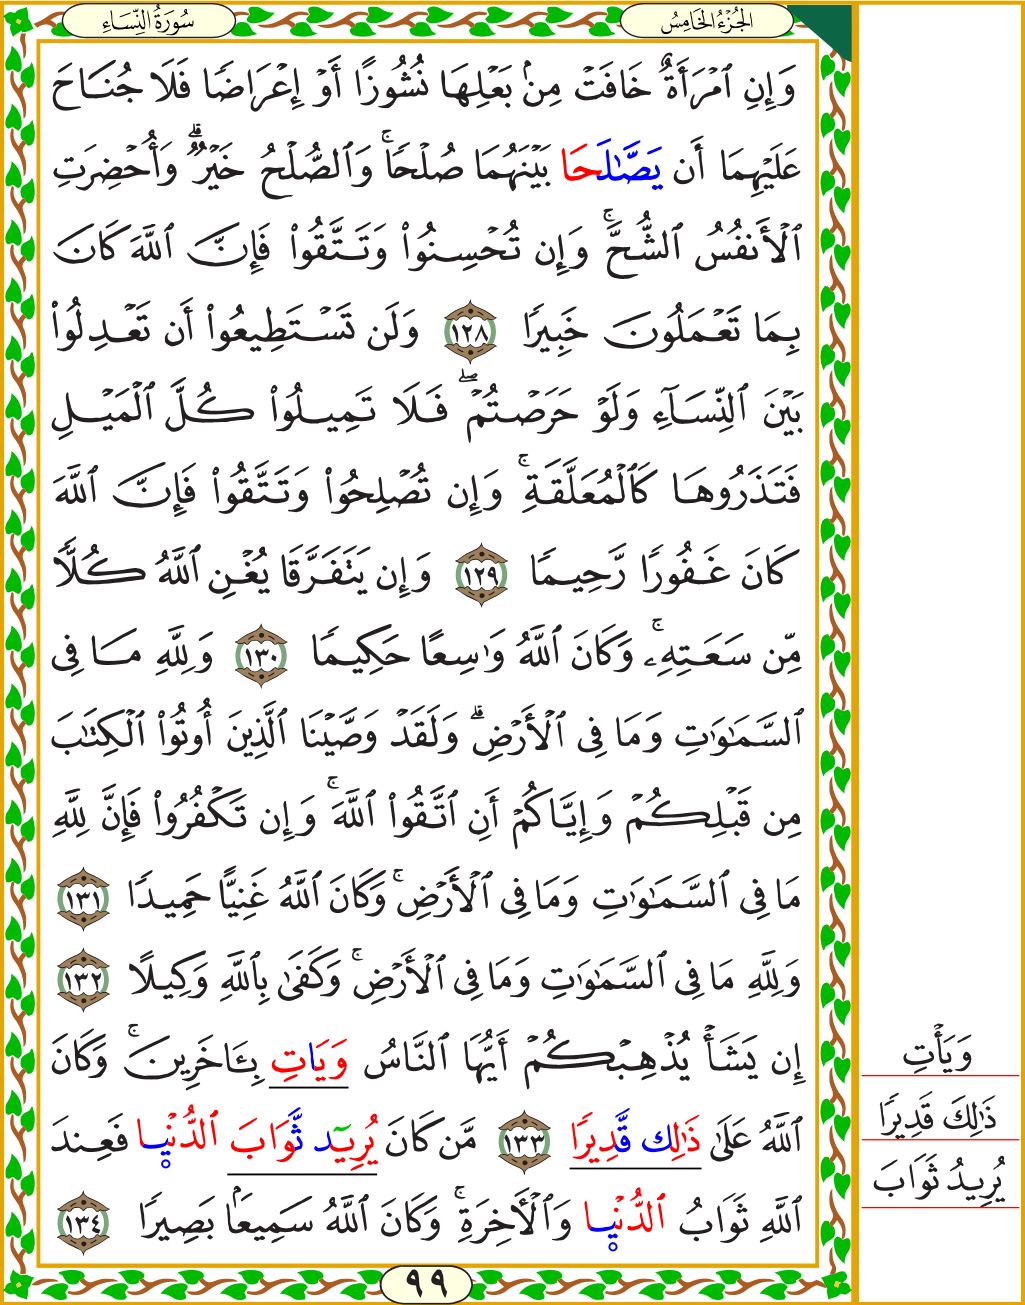 سُورَةُ النِّسَاءِ
الجُزْءُ الخَامِسُ
وَإِنِ ٱمْرَأَةٌ خَافَتْ مِنۢ بَعْلِهَا نُشُوزًا أَوْ إِعْرَاضًا فَلَا جُنَاحَ
عَلَيْهِمَا أَن يَصَّـٰلَحَا بَيْنَهُمَا صُلْحًا ۚ وَٱلصُّلْحُ خَيْرٌ ۗ وَأُحْضِرَتِ
ٱلْأَنفُسُ ٱلشُّحَّ ۚ وَإِن تُحْسِنُوا۟ وَتَتَّقُوا۟ فَإِنَّ ٱللَّهَ كَانَ
بِمَا تَعْمَلُونَ خَبِيرًا ١٢٨ وَلَن تَسْتَطِيعُوا۟ أَن تَعْدِلُوا۟
بَيْنَ ٱلنِّسَآءِ وَلَوْ حَرَصْتُمْ ۖ فَلَا تَمِيلُوا۟ كُلَّ ٱلْمَيْلِ
فَتَذَرُوهَا كَٱلْمُعَلَّقَةِ ۚ وَإِن تُصْلِحُوا۟ وَتَتَّقُوا۟ فَإِنَّ ٱللَّهَ
كَانَ غَفُورًا رَّحِيمًا ١٢٩ وَإِن يَتَفَرَّقَا يُغْنِ ٱللَّهُ كُلًّا
مِّن سَعَتِهِۦ ۚ وَكَانَ ٱللَّهُ وَٰسِعًا حَكِيمًا ١٣٠ وَلِلَّهِ مَا فِى
ٱلسَّمَـٰوَٰتِ وَمَا فِى ٱلْأَرْضِ ۗ وَلَقَدْ وَصَّيْنَا ٱلَّذِينَ أُوتُوا۟ ٱلْكِتَـٰبَ
مِن قَبْلِكُمْ وَإِيَّاكُمْ أَنِ ٱتَّقُوا۟ ٱللَّهَ ۚ وَإِن تَكْفُرُوا۟ فَإِنَّ لِلَّهِ
مَا فِى ٱلسَّمَـٰوَٰتِ وَمَا فِى ٱلْأَرْضِ ۚ وَكَانَ ٱللَّهُ غَنِيًّا حَمِيدًا ١٣١
وَلِلَّهِ مَا فِى ٱلسَّمَـٰوَٰتِ وَمَا فِى ٱلْأَرْضِ ۚ وَكَفَىٰ بِٱللَّهِ وَكِيلًا ١٣٢
إِن يَشَأْ يُذْهِبْكُمْ أَيُّهَا ٱلنَّاسُ وَيَاتِ بِـَٔاخَرِينَ ۚ وَكَانَ
ٱللَّهُ عَلَىٰ ذَٰلِك قَّدِيرًا ١٣٣ مَّن كَانَ يُرِيد ثَّوَابَ ٱلدُّنْيٜا فَعِندَ
ٱللَّهِ ثَوَابُ ٱلدُّنْيٜا وَٱلْـَٔاخِرَةِ ۚ وَكَانَ ٱللَّهُ سَمِيعًۢا بَصِيرًا ١٣٤
وَيَأْتِ
ذَٰلِكَ قَدِيرًا
يُرِيدُ ثَوَابَ
٩٩